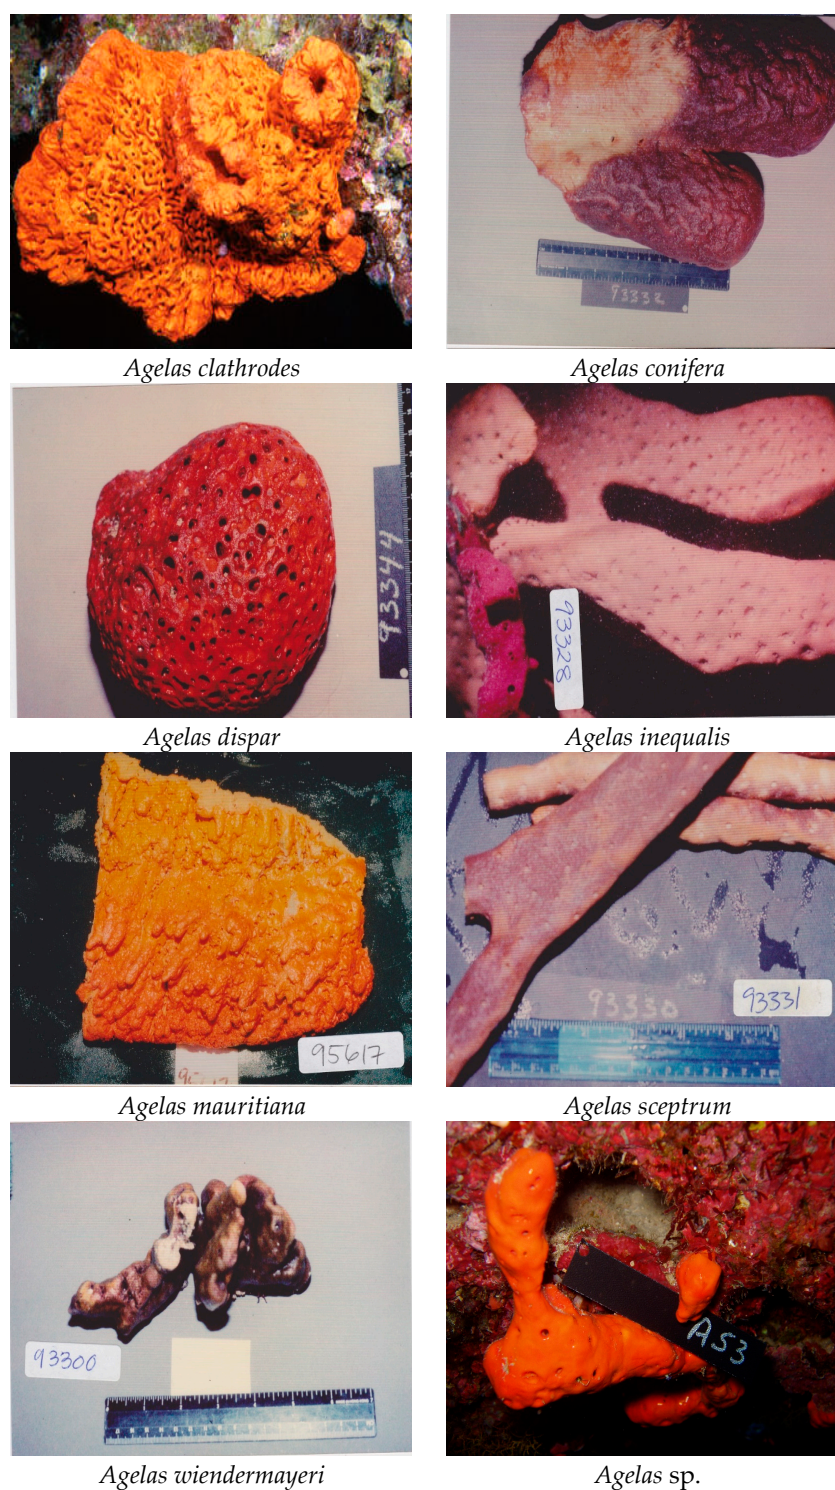 Agelas clathrodes
93332
Agelas conifera
93344
Agelas dispar
93328
Agelas inequalis
95617
Agelas mauritiana
93330
93331
Agelas sceptrum
93300
Agelas wiendermayeri
A53
Agelas sp.